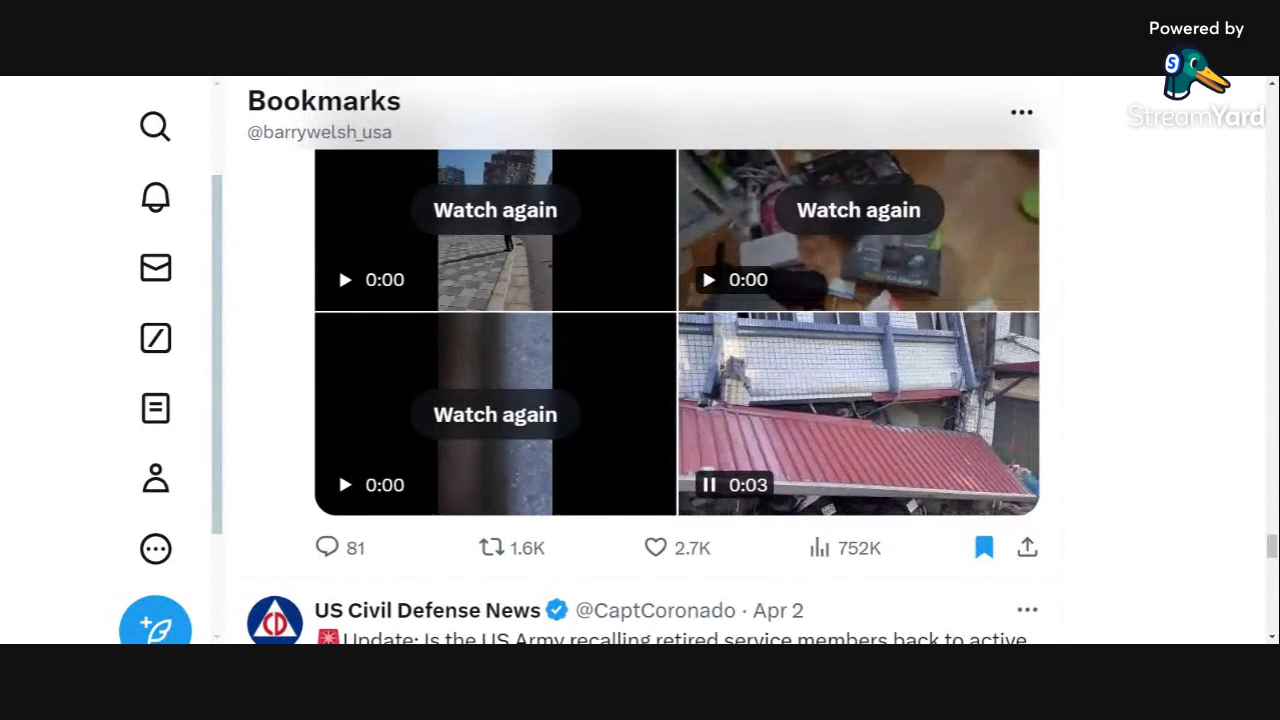 Powered by
StreamYard
Bookmarks
@barrywelsh_usa
Watch again
Watch again
0:00
0:00
Watch again
0:00
0:03
81
1.6K
2.7K
752K
US Civil Defense News @CaptCoronado · Apr 2
CD
🚨Update: Is the US Army recalling retired service members back to active